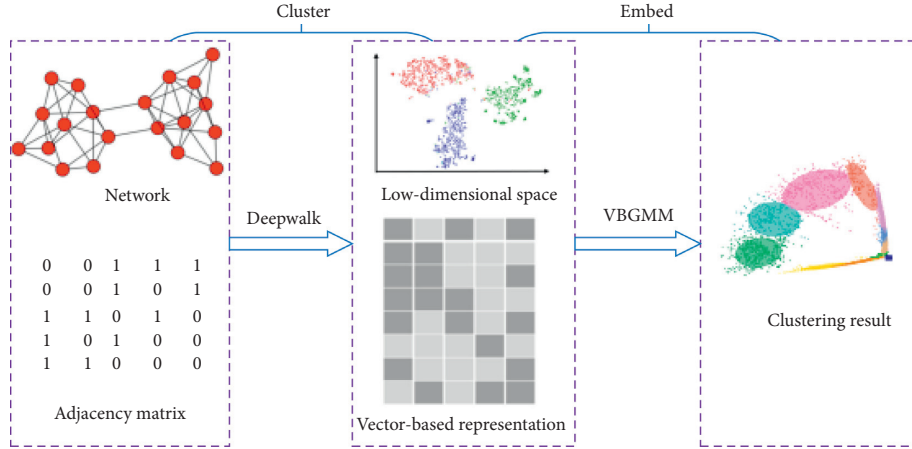 Cluster
Embed
Network
Deepwalk
0 0 1 1 1
0 0 1 0 1
1 1 0 1 0
1 0 1 0 0
1 1 0 0 0
Adjacency matrix
Low-dimensional space
Vector-based representation
VBGMM
Clustering result